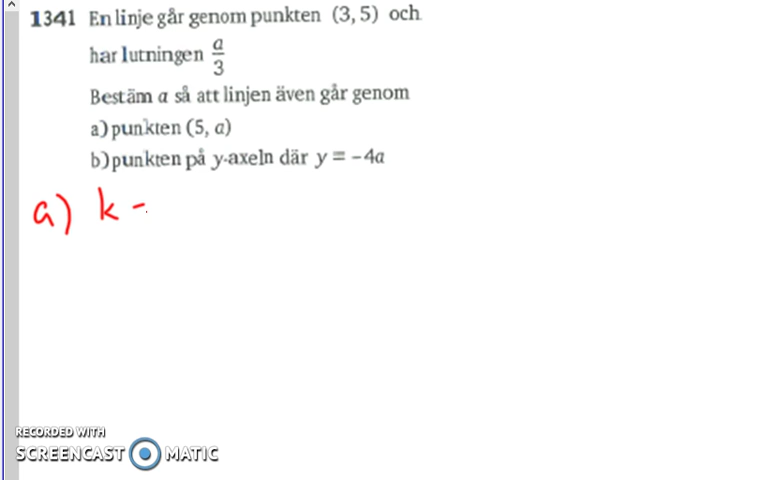 1341 En linje går genom punkten (3, 5) och
har lutningen a/3
Bestäm a så att linjen även går genom
a) punkten (5, a)
b) punkten på y-axeln där y = −4a
a) k -
RECORDED WITH
SCREENCAST MATIC